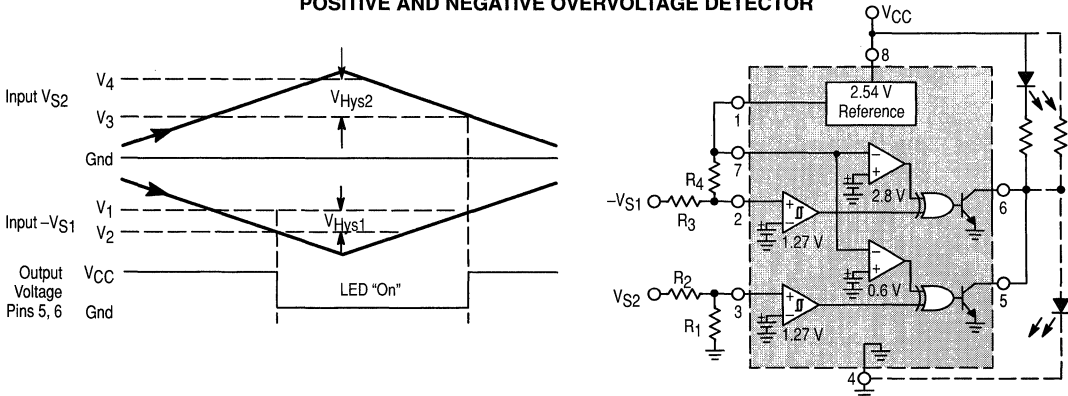 POSITIVE AND NEGATIVE OVERVOLTAGE DETECTOR
Input VS2
V4
V3
VHys2
Gnd
Input –VS1
V1
V2
VHys1
Output
Voltage
Pins 5, 6
VCC
Gnd
LED “On”
VCC
8
2.54 V
Reference
1
7
R4
–VS1
R3
2
2.8 V
6
1.27 V
R2
VS2
R1
3
0.6 V
5
1.27 V
4